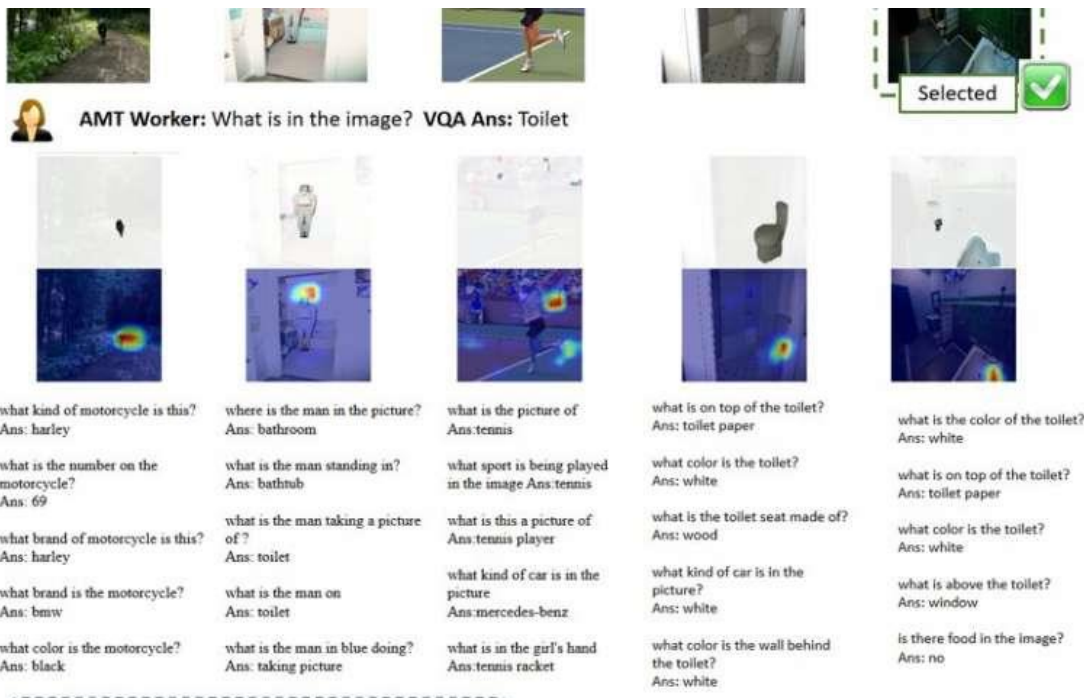 Selected
AMT Worker: What is in the image? VQA Ans: Toilet
what kind of motorcycle is this?
Ans: harley
what is the number on the
motorcycle?
Ans: 69
what brand of motorcycle is this?
Ans: harley
what brand is the motorcycle?
Ans: bmw
what color is the motorcycle?
Ans: black
where is the man in the picture?
Ans: bathroom
what is the man standing in?
Ans: bathtub
what is the man taking a picture
of ?
Ans: toilet
what is the man on
Ans: toilet
what is the man in blue doing?
Ans: taking picture
what is the picture of
Ans:tennis
what sport is being played
in the image Ans:tennis
what is this a picture of
Ans:tennis player
what kind of car is in the
picture
Ans:mercedes-benz
what is in the girl's hand
Ans:tennis racket
what is on top of the toilet?
Ans: toilet paper
what color is the toilet?
Ans: white
what is the toilet seat made of?
Ans: wood
what kind of car is in the
picture?
Ans: white
what color is the wall behind
the toilet?
Ans: white
what is the color of the toilet?
Ans: white
what is on top of the toilet?
Ans: toilet paper
what color is the toilet?
Ans: white
what is above the toilet?
Ans: window
is there food in the image?
Ans: no